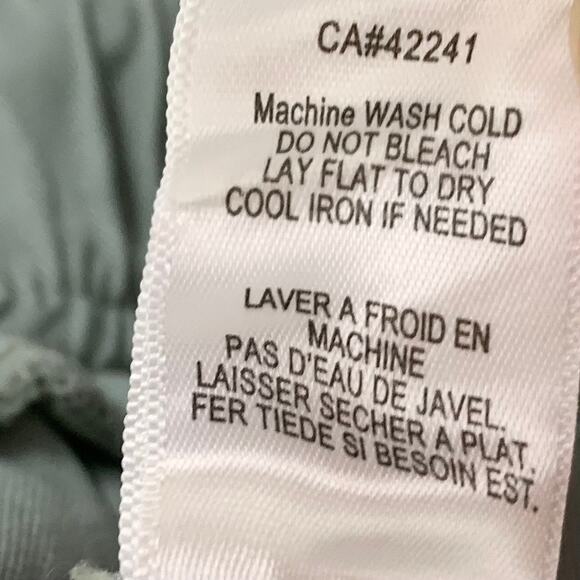 CA#42241
Machine WASH COLD
DO NOT BLEACH
LAY FLAT TO DRY
COOL IRON IF NEEDED
LAVER A FROID EN
MACHINE
PAS D'EAU DE JAVEL.
LAISSER SECHER A PLAT.
FER TIEDE SI BESOIN EST.